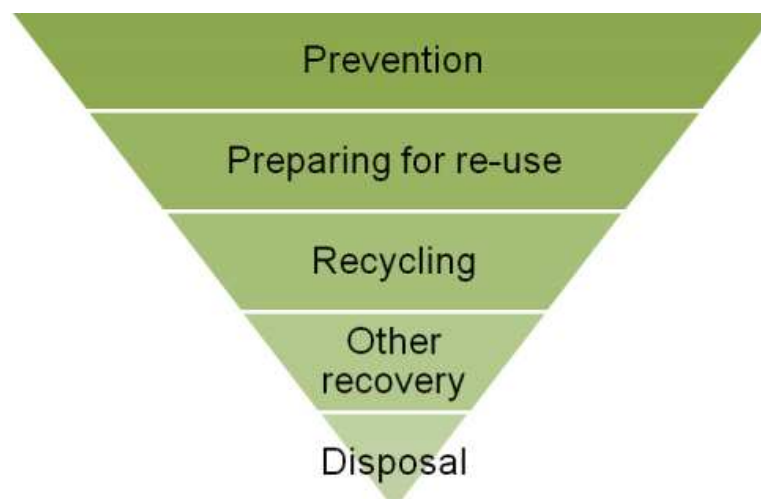 Prevention
Preparing for re-use
Recycling
Other
recovery
Disposal